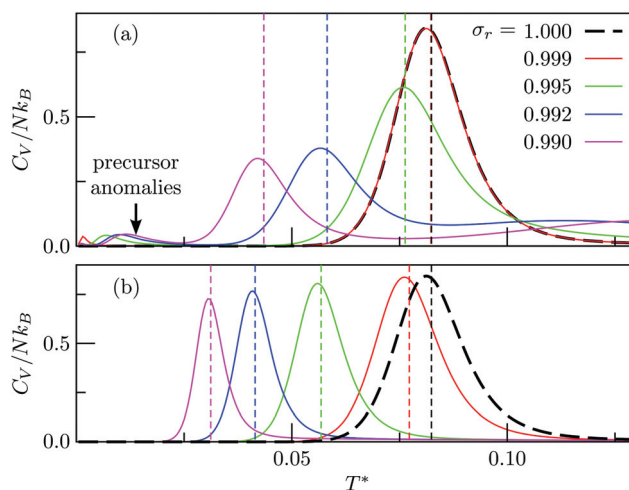 (a)
σ_r = 1.000
0.999
0.995
0.992
0.990
C_V/Nk_B
0.5
0.0
precursor
anomalies
(b)
C_V/Nk_B
0.5
0.0
0.05
0.10
T*